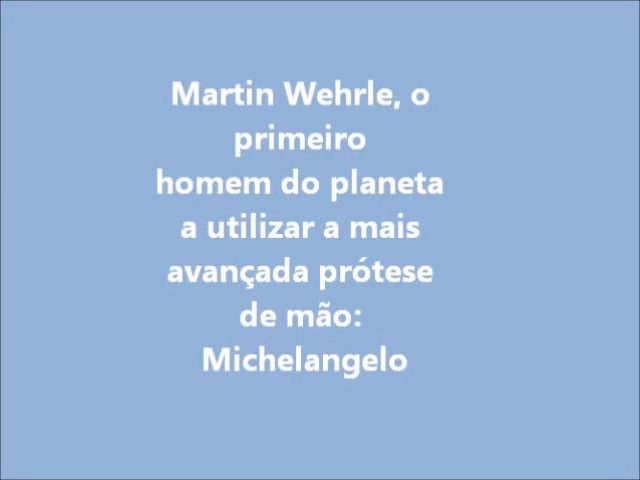 Martin Wehrle, o
primeiro
homem do planeta
a utilizar a mais
avançada prótese
de mão:
Michelangelo